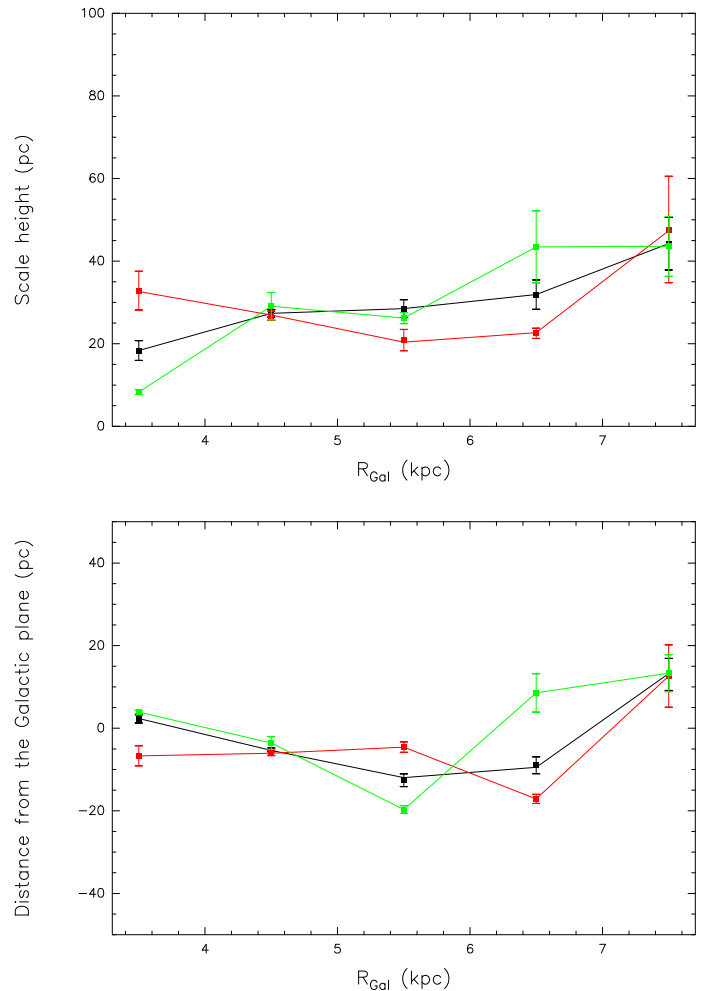 100
80
60
40
20
0
Scale height (pc)
4 5 6 7
R_Gal (kpc)
40
20
0
−20
−40
Distance from the Galactic plane (pc)
4 5 6 7
R_Gal (kpc)